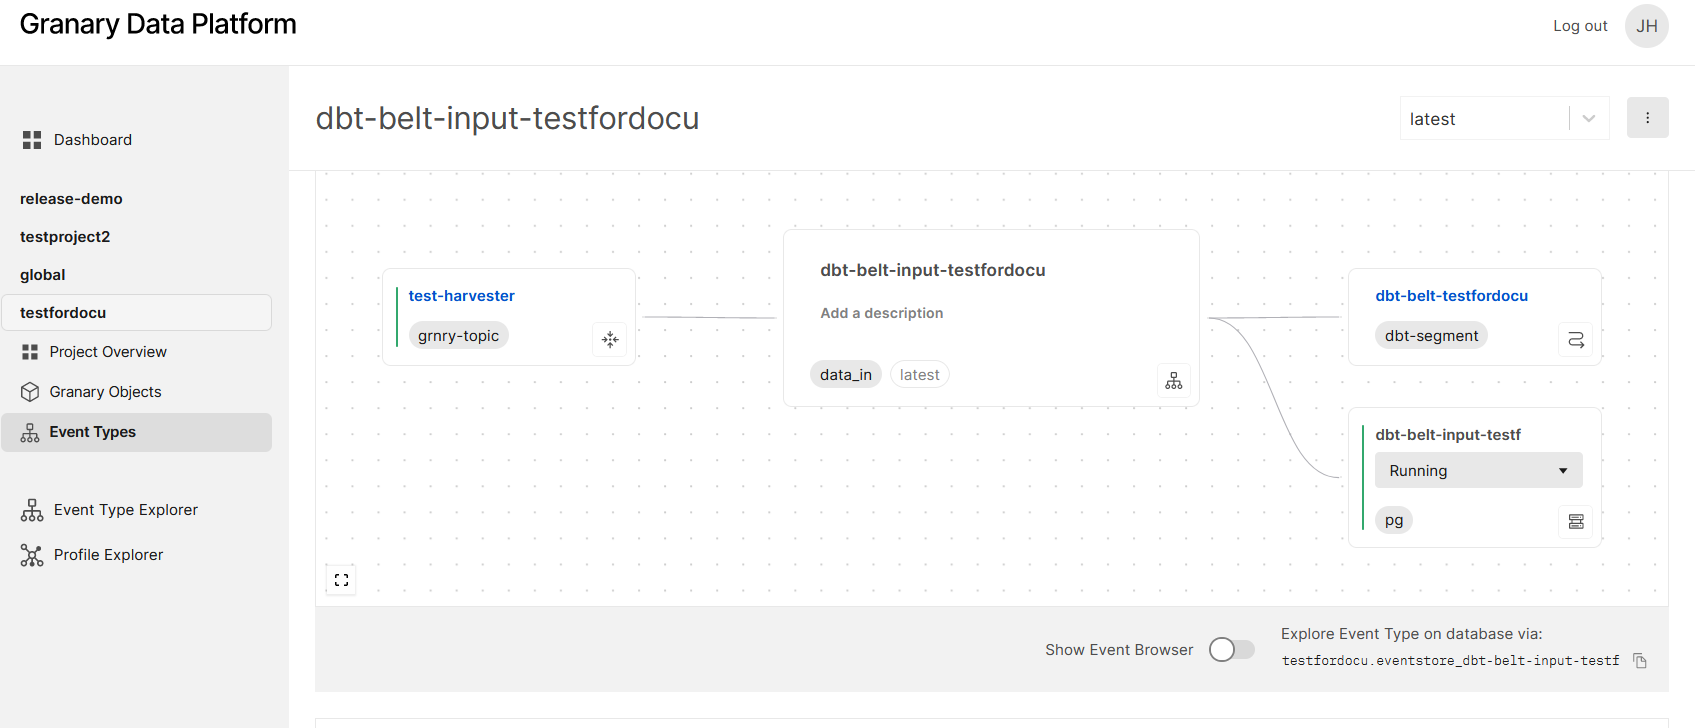 Granary Data Platform
Log out
JH
Dashboard
release-demo
testproject2
global
testfordocu
Project Overview
Granary Objects
Event Types
Event Type Explorer
Profile Explorer
dbt-belt-input-testfordocu
latest
test-harvester
grnry-topic
dbt-belt-input-testfordocu
Add a description
data_in
latest
dbt-belt-testfordocu
dbt-segment
dbt-belt-input-testf
Running
pg
Show Event Browser
Explore Event Type on database via:
testfordocu.eventstore_dbt-belt-input-testf